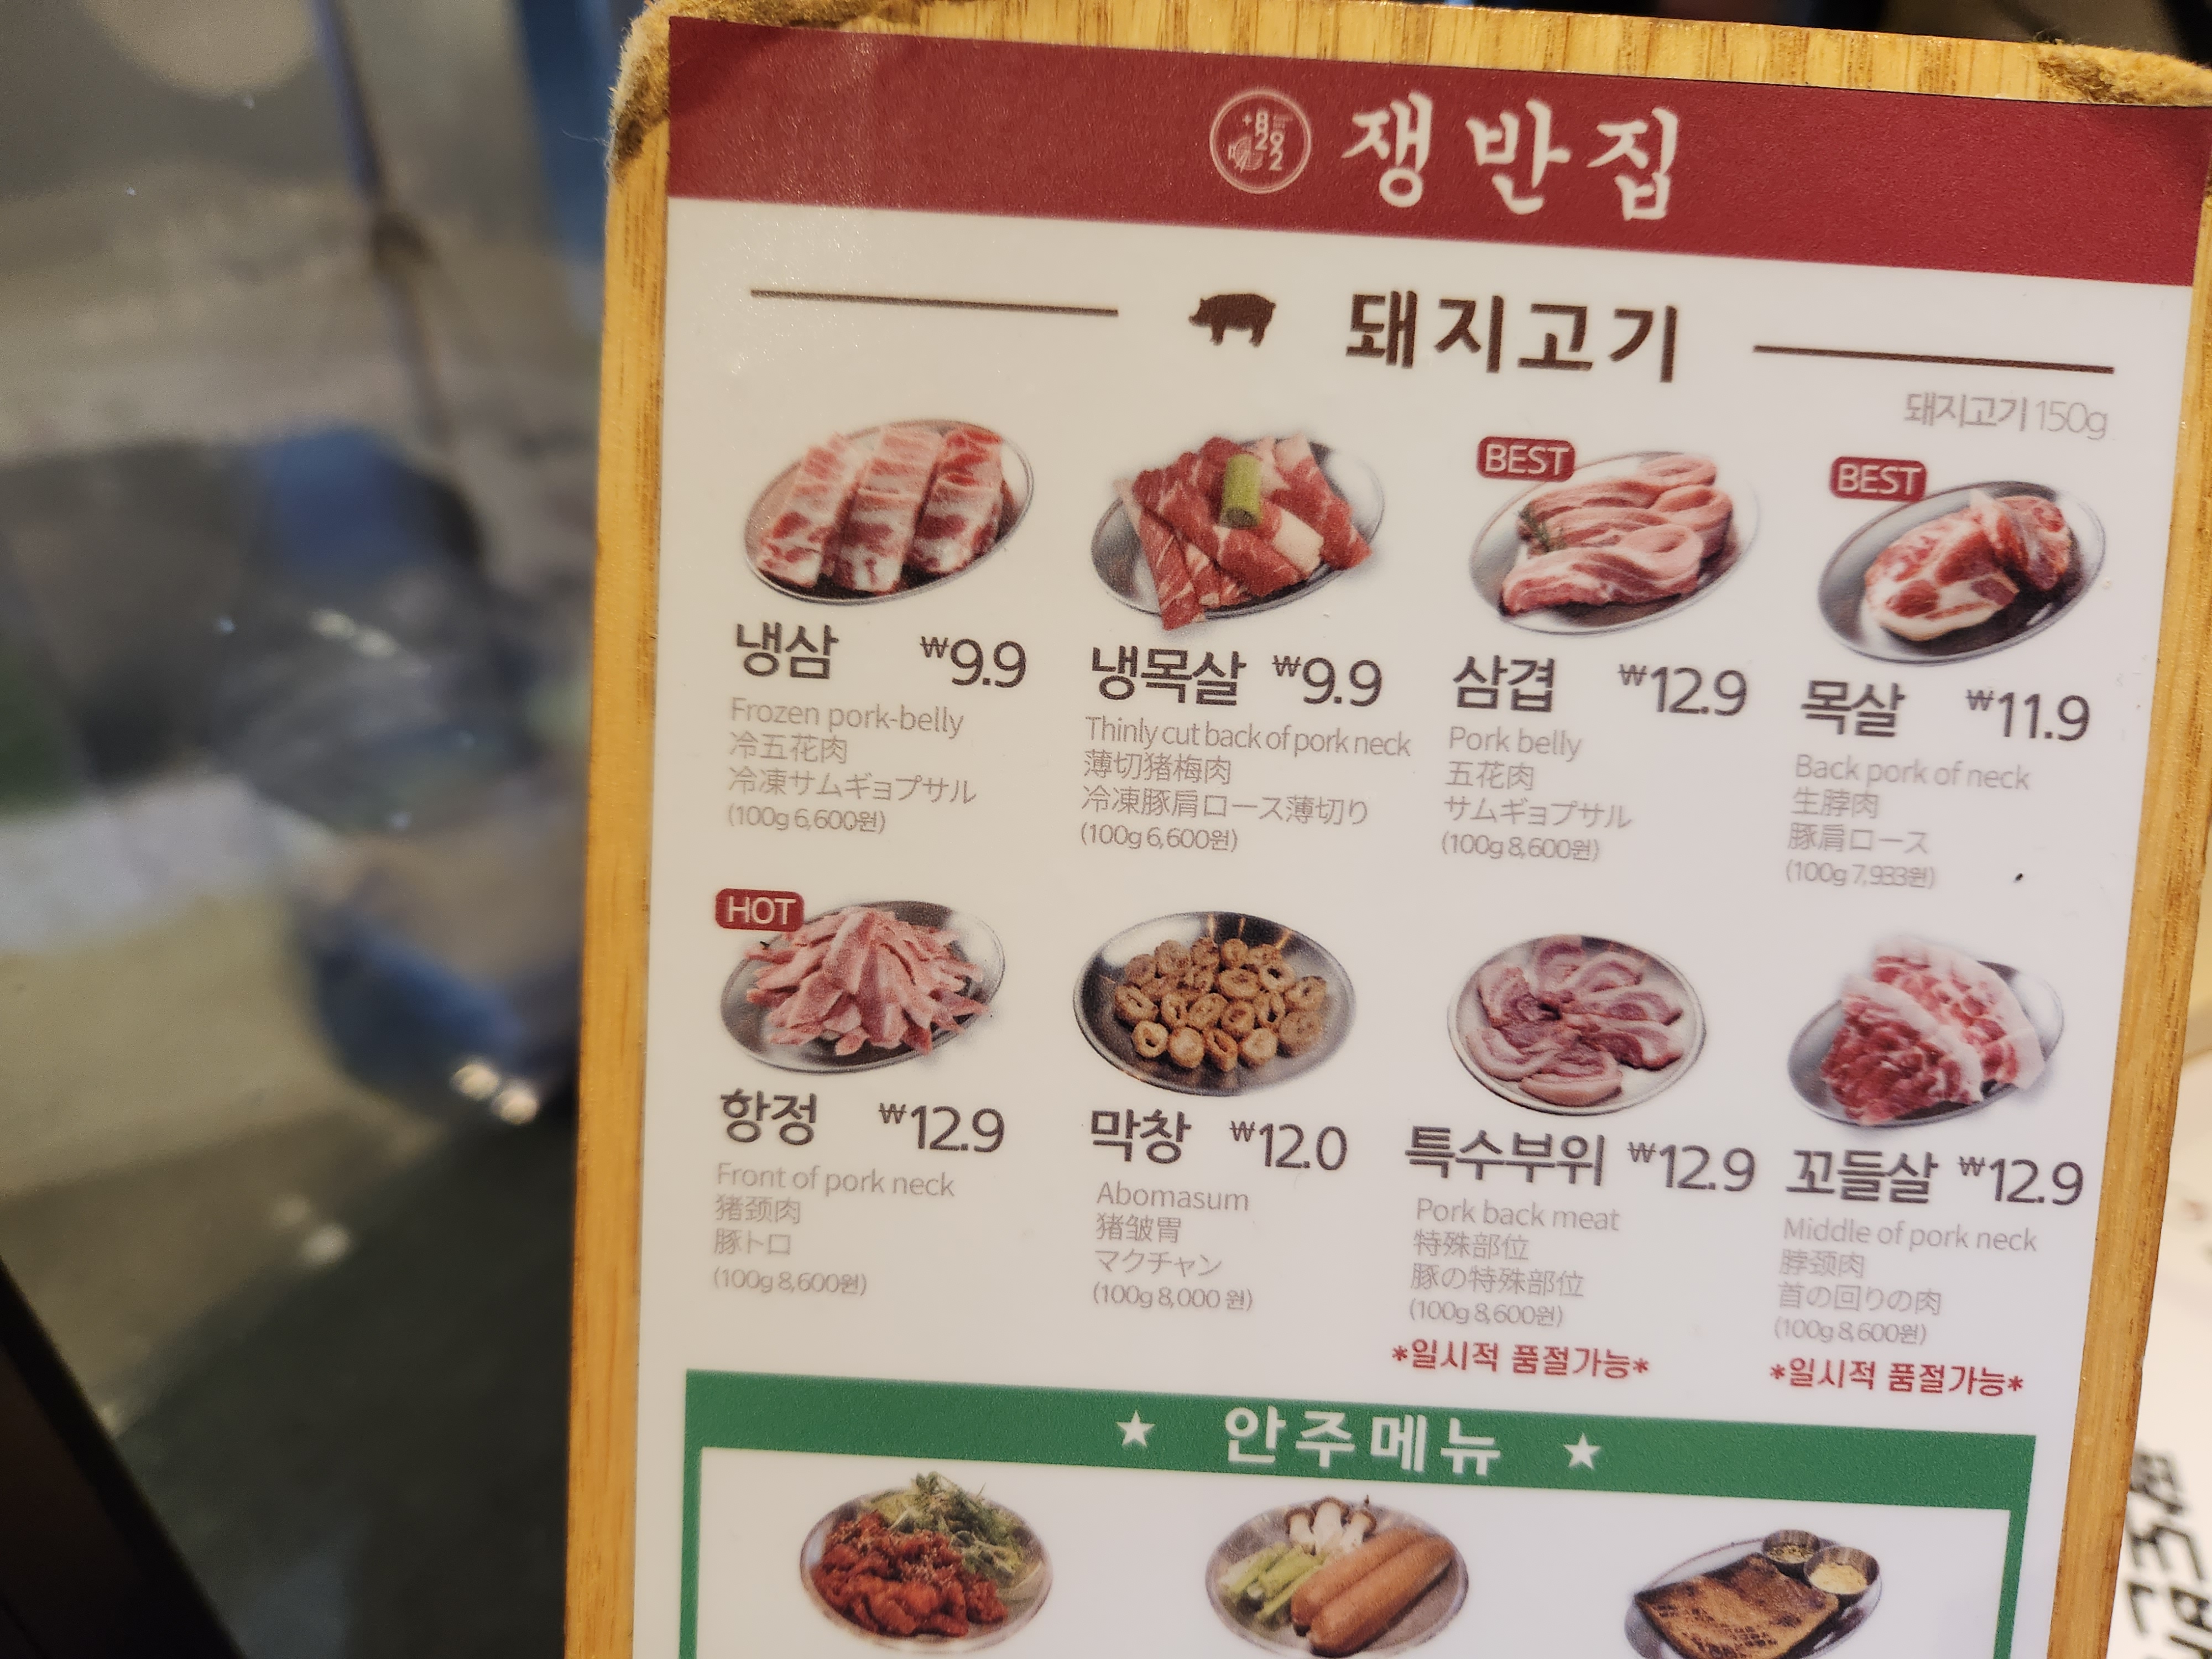 +82 92 쟁반집
돼지고기
돼지고기 150g
냉삼 ₩9.9
Frozen pork-belly
冷五花肉
冷凍サムギョプサル
(100g 6,600원)
냉목살 ₩9.9
Thinly cut back of pork neck
薄切猪梅肉
冷凍豚肩ロース薄切り
(100g 6,600원)
BEST
삼겹 ₩12.9
Pork belly
五花肉
サムギョプサル
(100g 8,600원)
BEST
목살 ₩11.9
Back pork of neck
生脖肉
豚肩ロース
(100g 7,933원)
HOT
항정 ₩12.9
Front of pork neck
猪颈肉
豚トロ
(100g 8,600원)
막창 ₩12.0
Abomasum
猪皱胃
マクチャン
(100g 8,000 원)
특수부위 ₩12.9
Pork back meat
特殊部位
豚の特殊部位
(100g 8,600원)
*일시적 품절가능*
꼬들살 ₩12.9
Middle of pork neck
脖颈肉
首の回りの肉
(100g 8,600원)
*일시적 품절가능*
★ 안주메뉴 ★